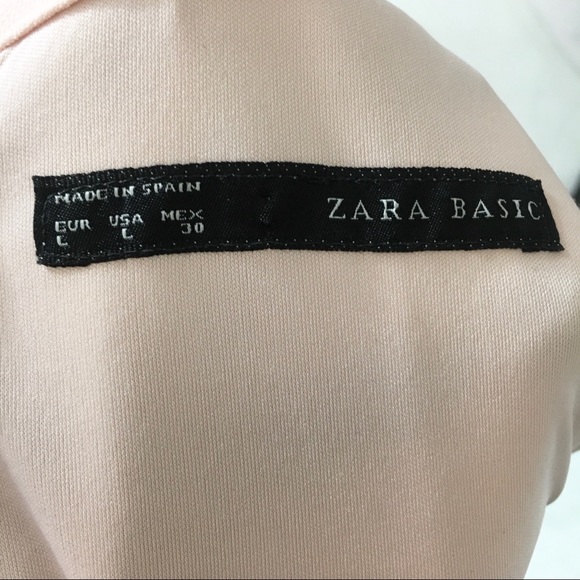 MADE IN SPAIN
EUR USA MEX
L L 30
ZARA BASIC